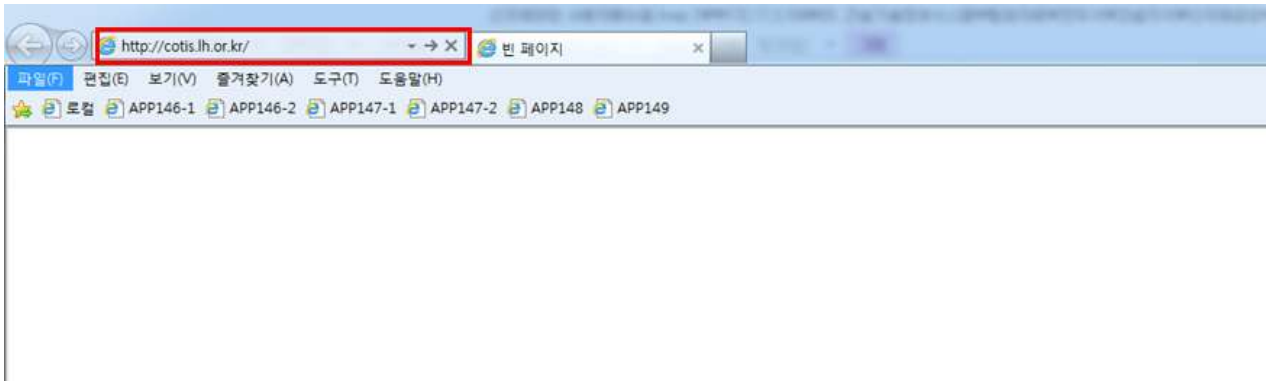 http://cotis.lh.or.kr/ 빈 페이지
파일(F) 편집(E) 보기(V) 즐겨찾기(A) 도구(T) 도움말(H)
로컬 APP146-1 APP146-2 APP147-1 APP147-2 APP148 APP149